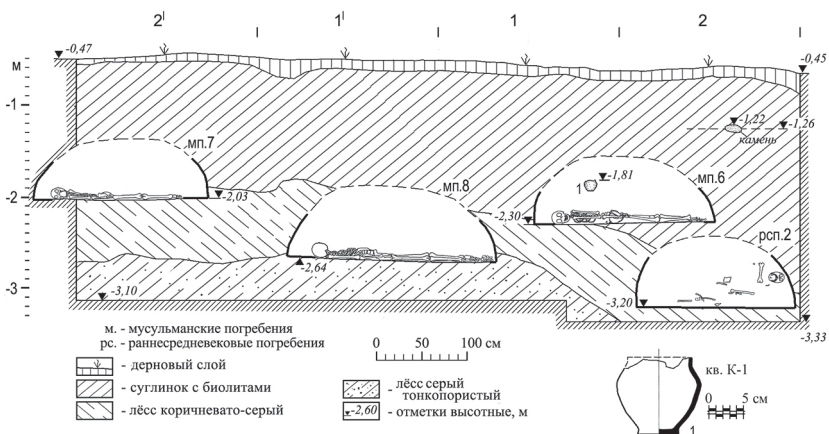 2' 1' 1 2
-0,47
-0,45
м
-1
-1,22
-1,26
камень
мп.7
мп.8
1
-1,81
мп.6
-2
-2,03
-2,30
рсп.2
-2,64
-3
-3,10
-3,20
-3,33
м. - мусульманские погребения
рс. - раннесредневековые погребения
0 50 100 см
- дерновый слой
- суглинок с биолитами
- лёсс коричневато-серый
- лёсс серый
тонкопористый
-2,60 - отметки высотные, м
кв. К-1
0 5 см
1